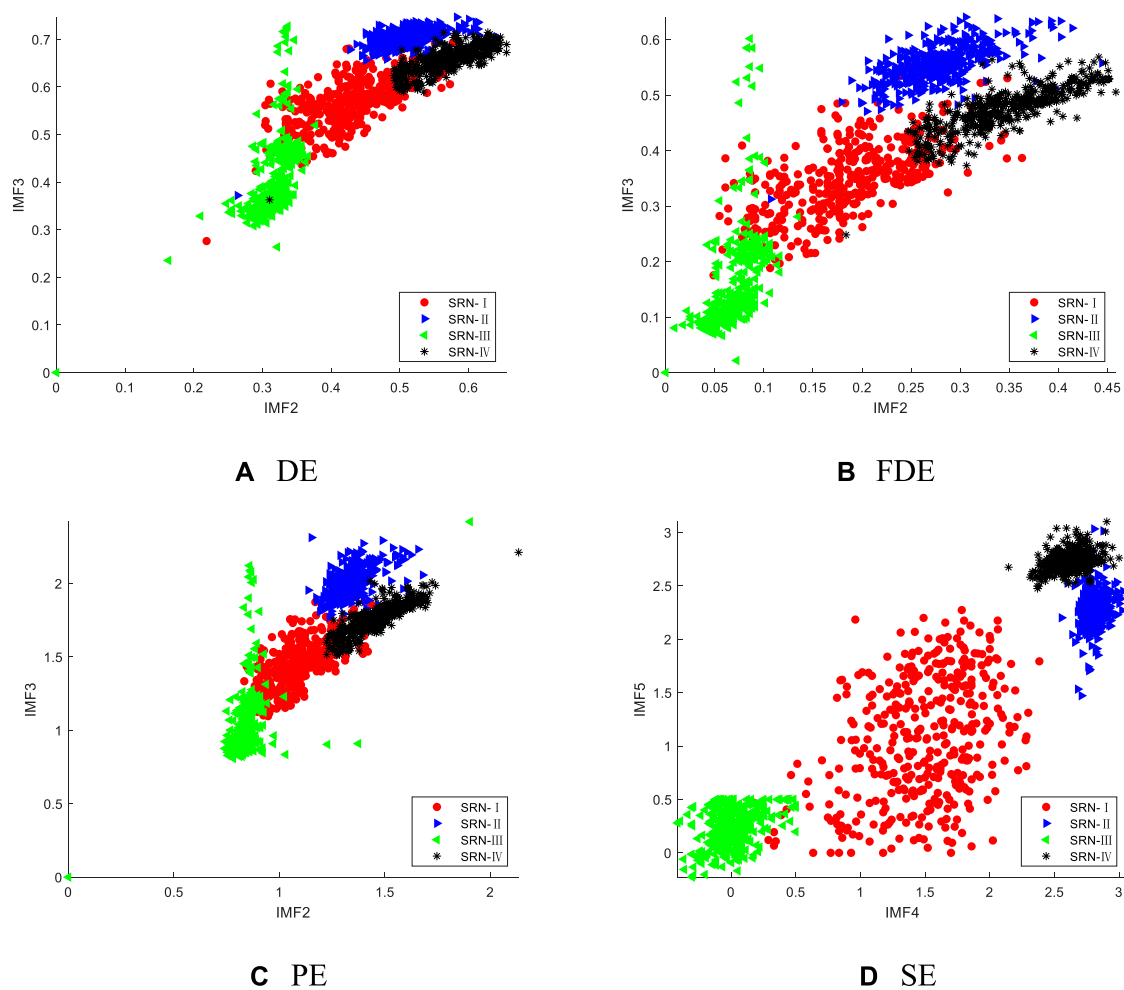 0.7
0.6
0.5
0.4
0.3
0.2
0.1
0
0 0.1 0.2 0.3 0.4 0.5 0.6
IMF3
IMF2
SRN-Ⅰ
SRN-Ⅱ
SRN-III
SRN-IV
A DE
0.6
0.5
0.4
0.3
0.2
0.1
0
0 0.05 0.1 0.15 0.2 0.25 0.3 0.35 0.4 0.45
IMF3
IMF2
SRN-Ⅰ
SRN-Ⅱ
SRN-III
SRN-IV
B FDE
2
1.5
1
0.5
0
0 0.5 1 1.5 2
IMF3
IMF2
SRN-Ⅰ
SRN-Ⅱ
SRN-III
SRN-IV
C PE
3
2.5
2
1.5
1
0.5
0
0 0.5 1 1.5 2 2.5 3
IMF5
IMF4
SRN-Ⅰ
SRN-Ⅱ
SRN-III
SRN-IV
D SE